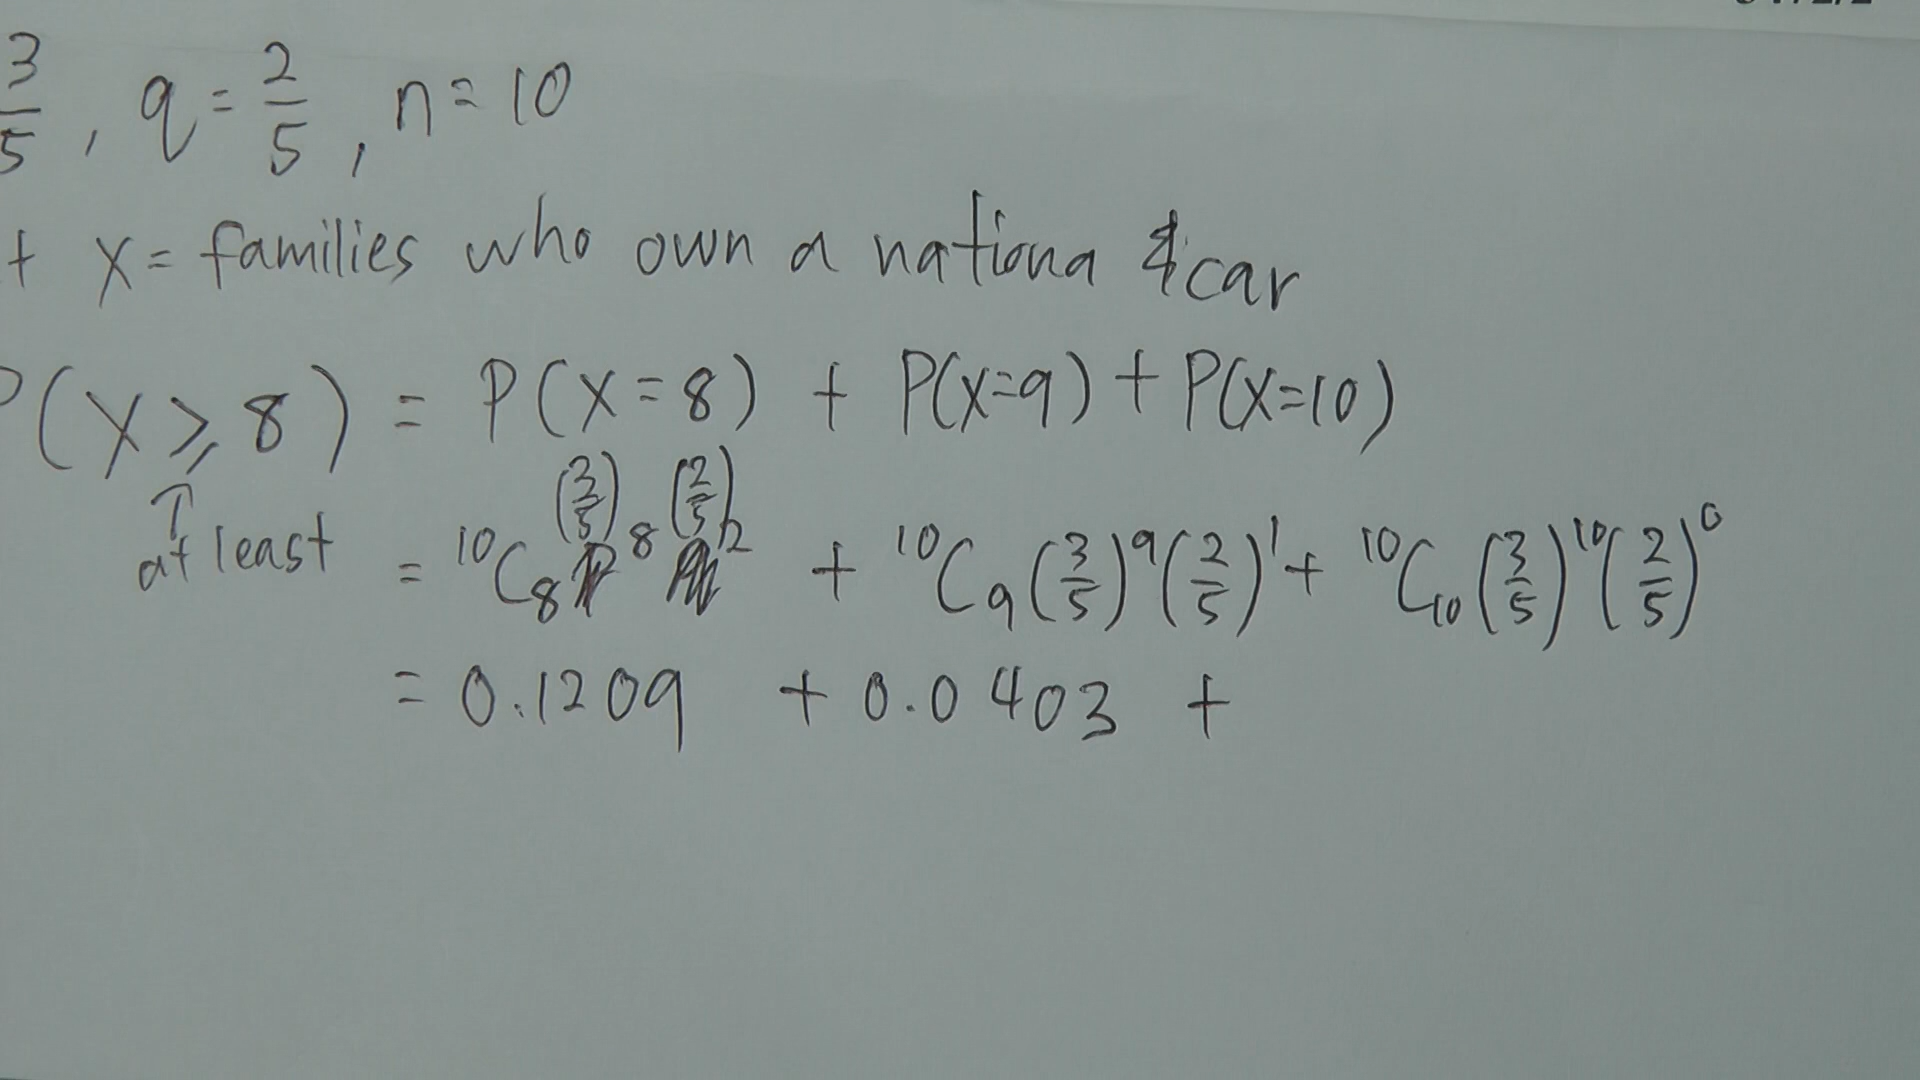 3/5, q = 2/5, n = 10
+ X = families who own a nationa car
P(X ≥ 8) = P(X = 8) + P(X=9) + P(X=10)
↑
at least
= ¹⁰C₈ (3/5)⁸ (2/5)² + ¹⁰C₉ (3/5)⁹ (2/5)¹ + ¹⁰C₁₀ (3/5)¹⁰ (2/5)⁰
= 0.1209 + 0.0403 +